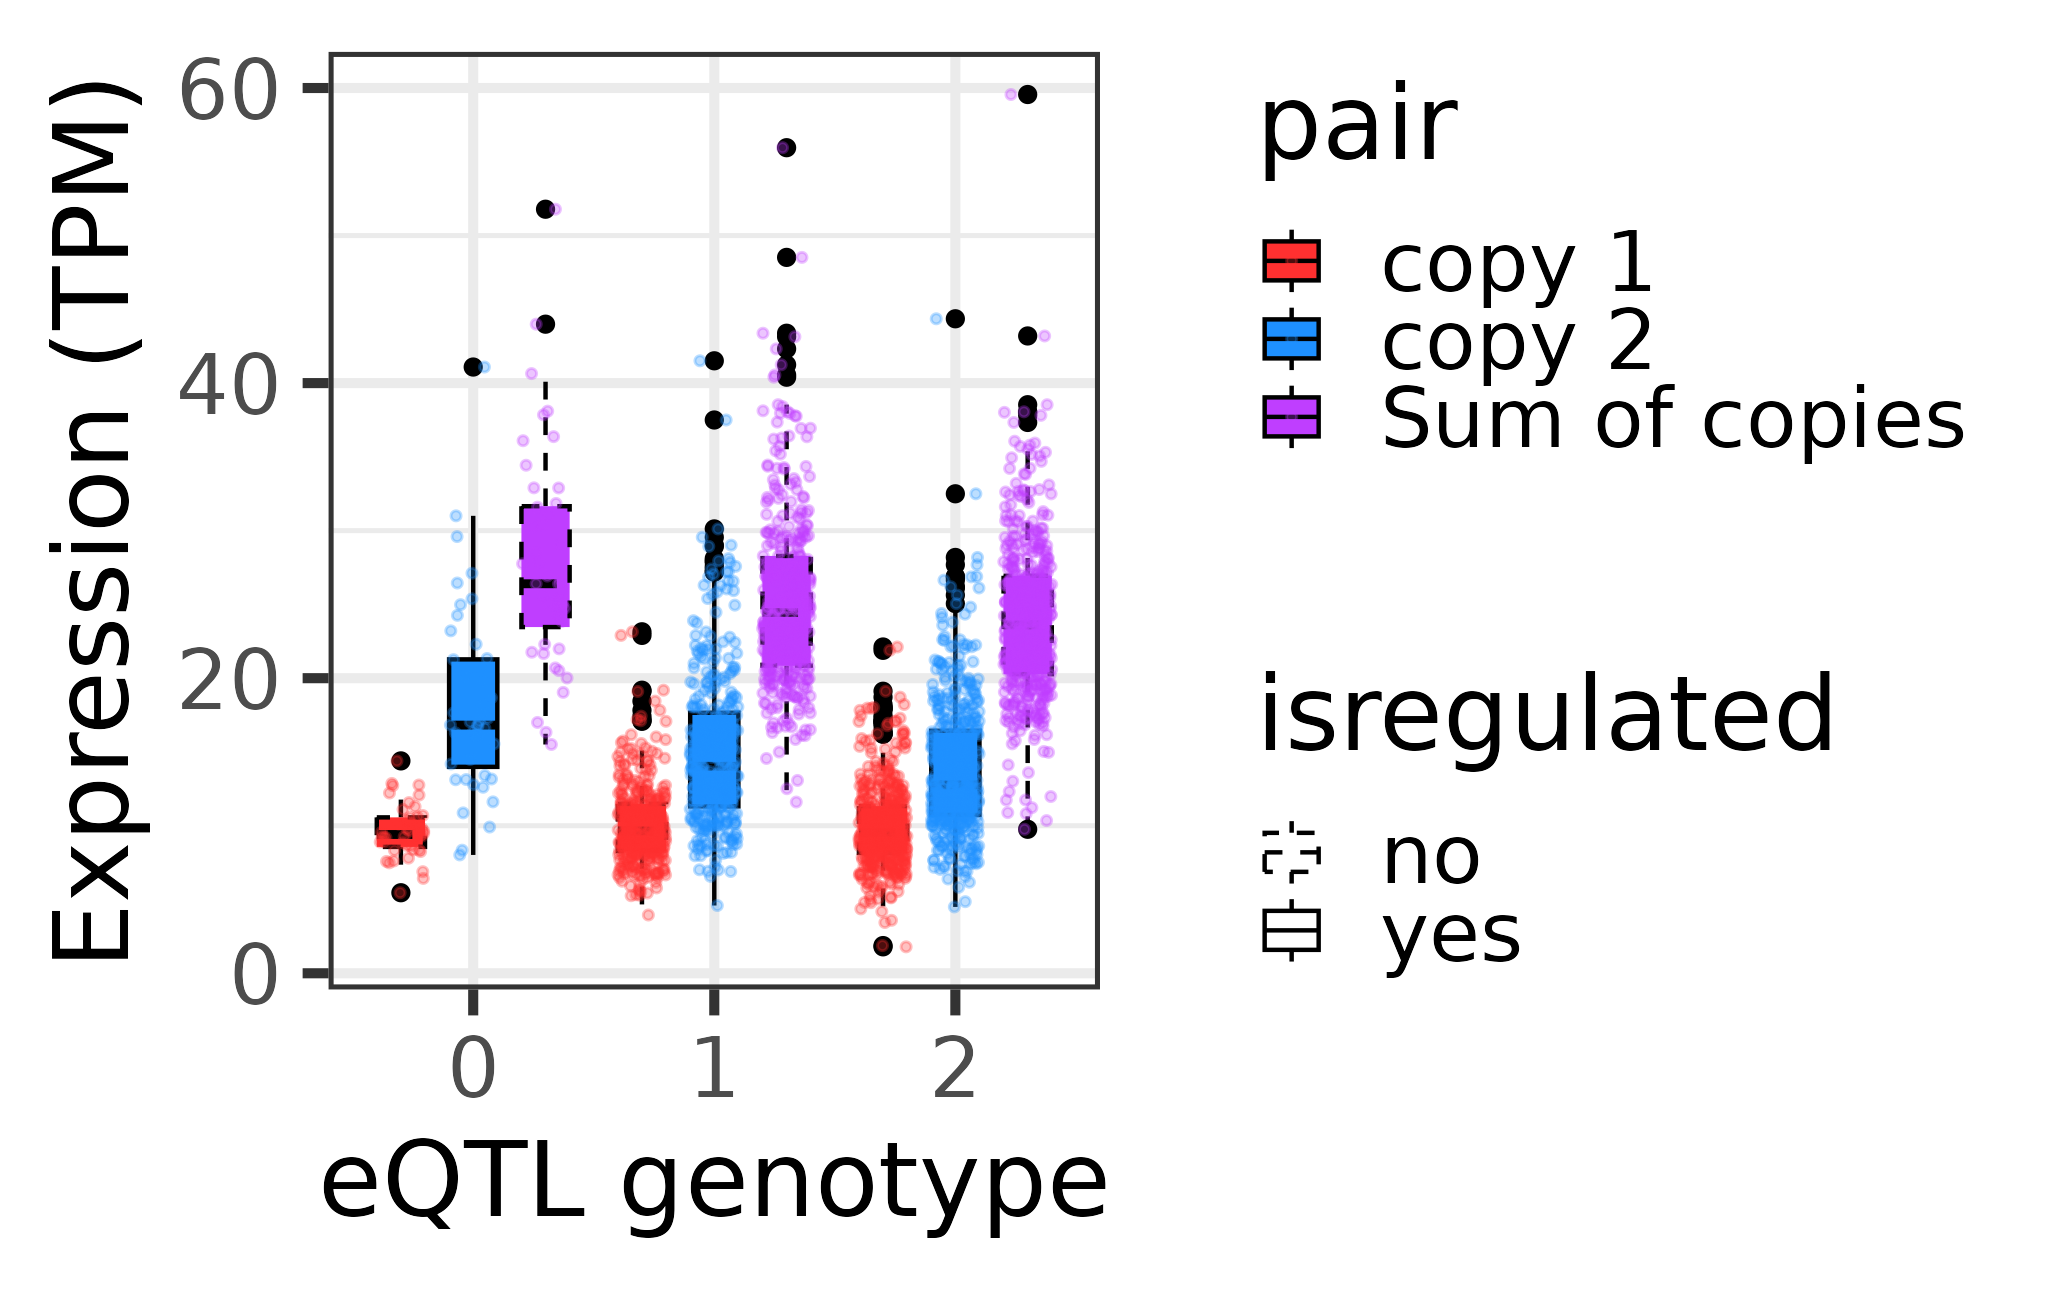 Expression (TPM)
60
40
20
0
0 1 2
eQTL genotype
pair
copy 1
copy 2
Sum of copies
isregulated
no
yes